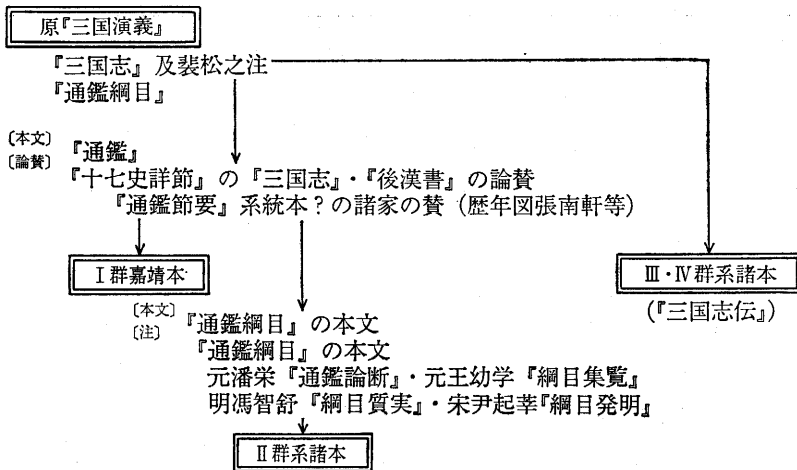 原『三国演義』
『三国志』及裴松之注
『通鑑綱目』
〔本文〕『通鑑』
〔論賛〕『十七史詳節』の『三国志』・『後漢書』の論賛
『通鑑節要』系統本？の諸家の賛（歴年図張南軒等）
Ⅰ群嘉靖本
Ⅲ・Ⅳ群系諸本
(『三国志伝』)
〔本文〕『通鑑綱目』の本文
〔注〕『通鑑綱目』の本文
元潘栄『通鑑論断』・元王幼学『綱目集覧』
明馮智舒『綱目質実』・宋尹起莘『綱目発明』
Ⅱ群系諸本